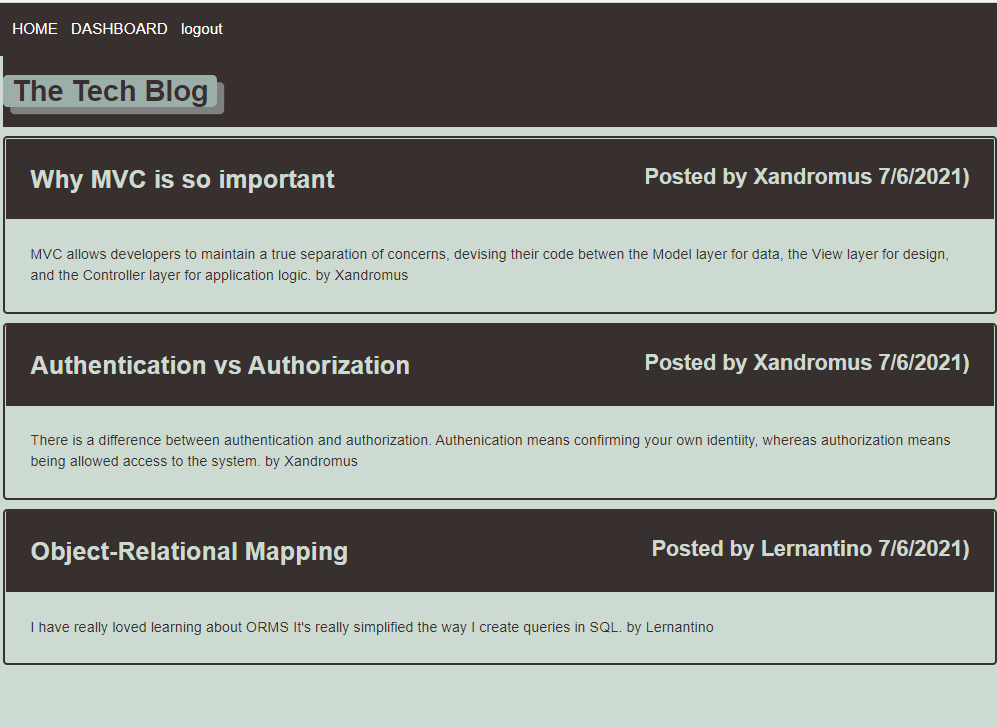 HOME DASHBOARD logout
The Tech Blog
Why MVC is so important
Posted by Xandromus 7/6/2021)
MVC allows developers to maintain a true separation of concerns, devising their code betwen the Model layer for data, the View layer for design,
and the Controller layer for application logic. by Xandromus
Authentication vs Authorization
Posted by Xandromus 7/6/2021)
There is a difference between authentication and authorization. Authenication means confirming your own identiity, whereas authorization means
being allowed access to the system. by Xandromus
Object-Relational Mapping
Posted by Lernantino 7/6/2021)
I have really loved learning about ORMS It's really simplified the way I create queries in SQL. by Lernantino